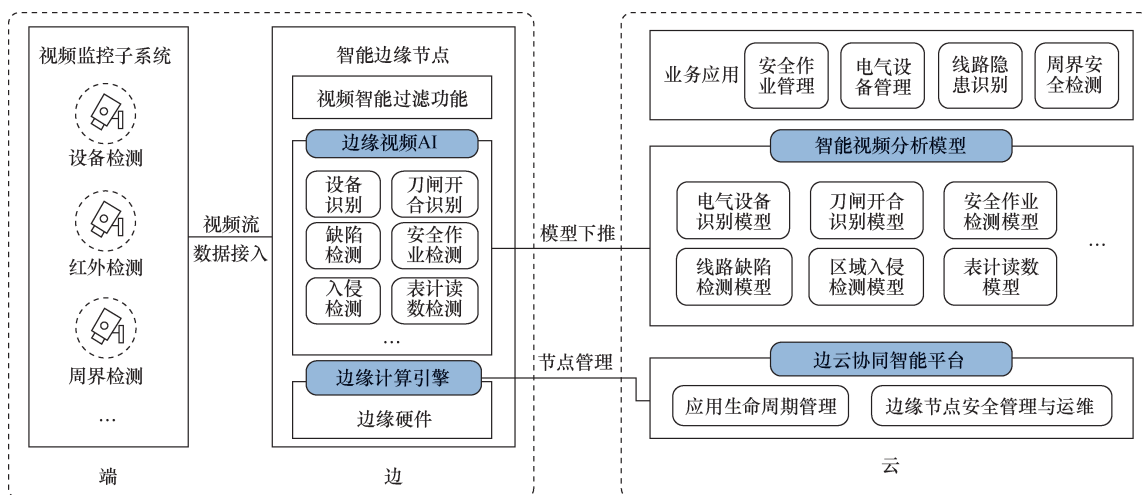 视频监控子系统
设备检测
红外检测
周界检测
…
端
视频流
数据接入
智能边缘节点
视频智能过滤功能
边缘视频AI
设备
识别
刀闸开
合识别
缺陷
检测
安全作
业检测
入侵
检测
表计读
数检测
…
边缘计算引擎
边缘硬件
边
模型下推
节点管理
业务应用
安全作
业管理
电气设
备管理
线路隐
患识别
周界安
全检测
智能视频分析模型
电气设备
识别模型
刀闸开合
识别模型
安全作业
检测模型
线路缺陷
检测模型
区域入侵
检测模型
表计读数
模型
…
边云协同智能平台
应用生命周期管理
边缘节点安全管理与运维
云